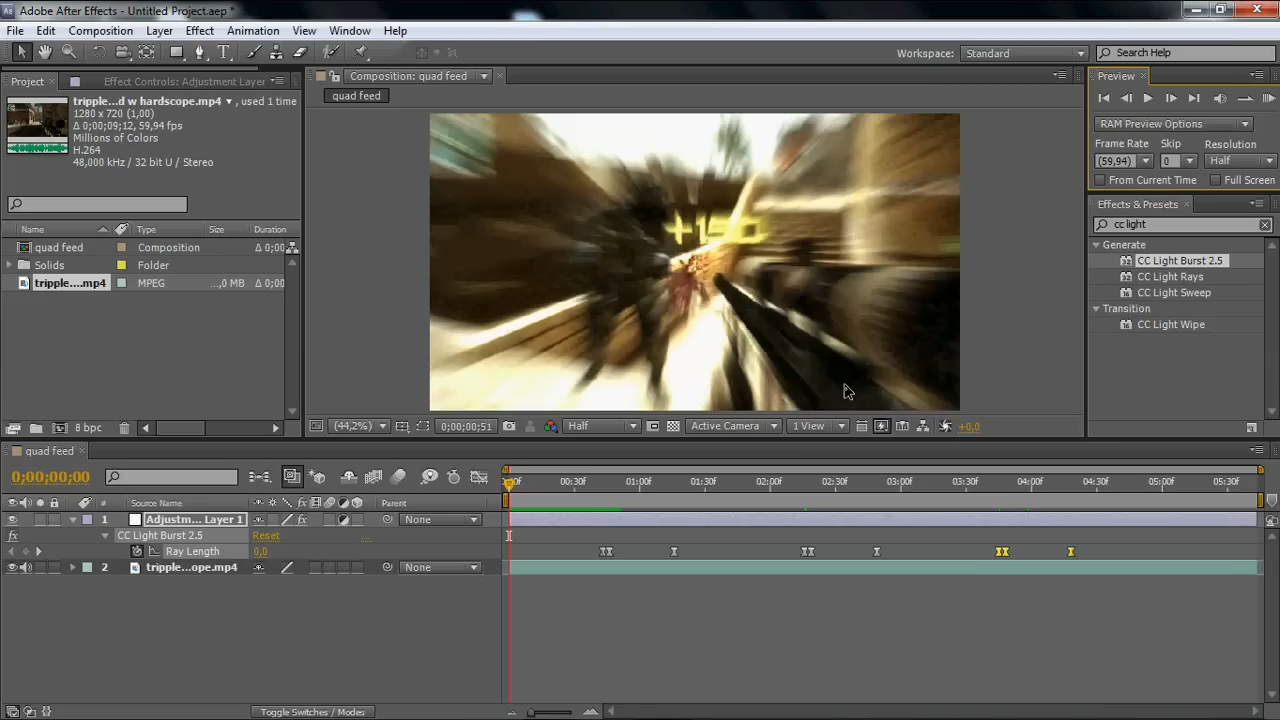 Adobe After Effects - Untitled Project.aep *
File Edit Composition Layer Effect Animation View Window Help
Workspace: Standard Search Help
Project Effect Controls: Adjustment Layer
Composition: quad feed
Preview
quad feed
tripple...d w hardscope.mp4 ▼ , used 1 time
1280 x 720 (1,00)
Δ 0;00;09;12, 59,94 fps
Millions of Colors
H.264
48,000 kHz / 32 bit U / Stereo
RAM Preview Options
Frame Rate Skip Resolution
(59,94) 0 Half
From Current Time Full Screen
Effects & Presets
cc light
Generate
CC Light Burst 2.5
CC Light Rays
CC Light Sweep
Transition
CC Light Wipe
+150
Name Type Size Duration
quad feed Composition Δ 0;00
Solids Folder
tripple....mp4 MPEG ...,0 MB Δ 0;00
8 bpc
(44,2%) 0;00;00;51 Half Active Camera 1 View +0,0
quad feed
0;00;00;00
00:30f 01:00f 01:30f 02:00f 02:30f 03:00f 03:30f 04:00f 04:30f 05:00f 05:30f
# Source Name Parent
1 Adjustm... Layer 1 None
CC Light Burst 2.5 Reset ...
Ray Length 0,0
2 tripple...ope.mp4 None
Toggle Switches / Modes